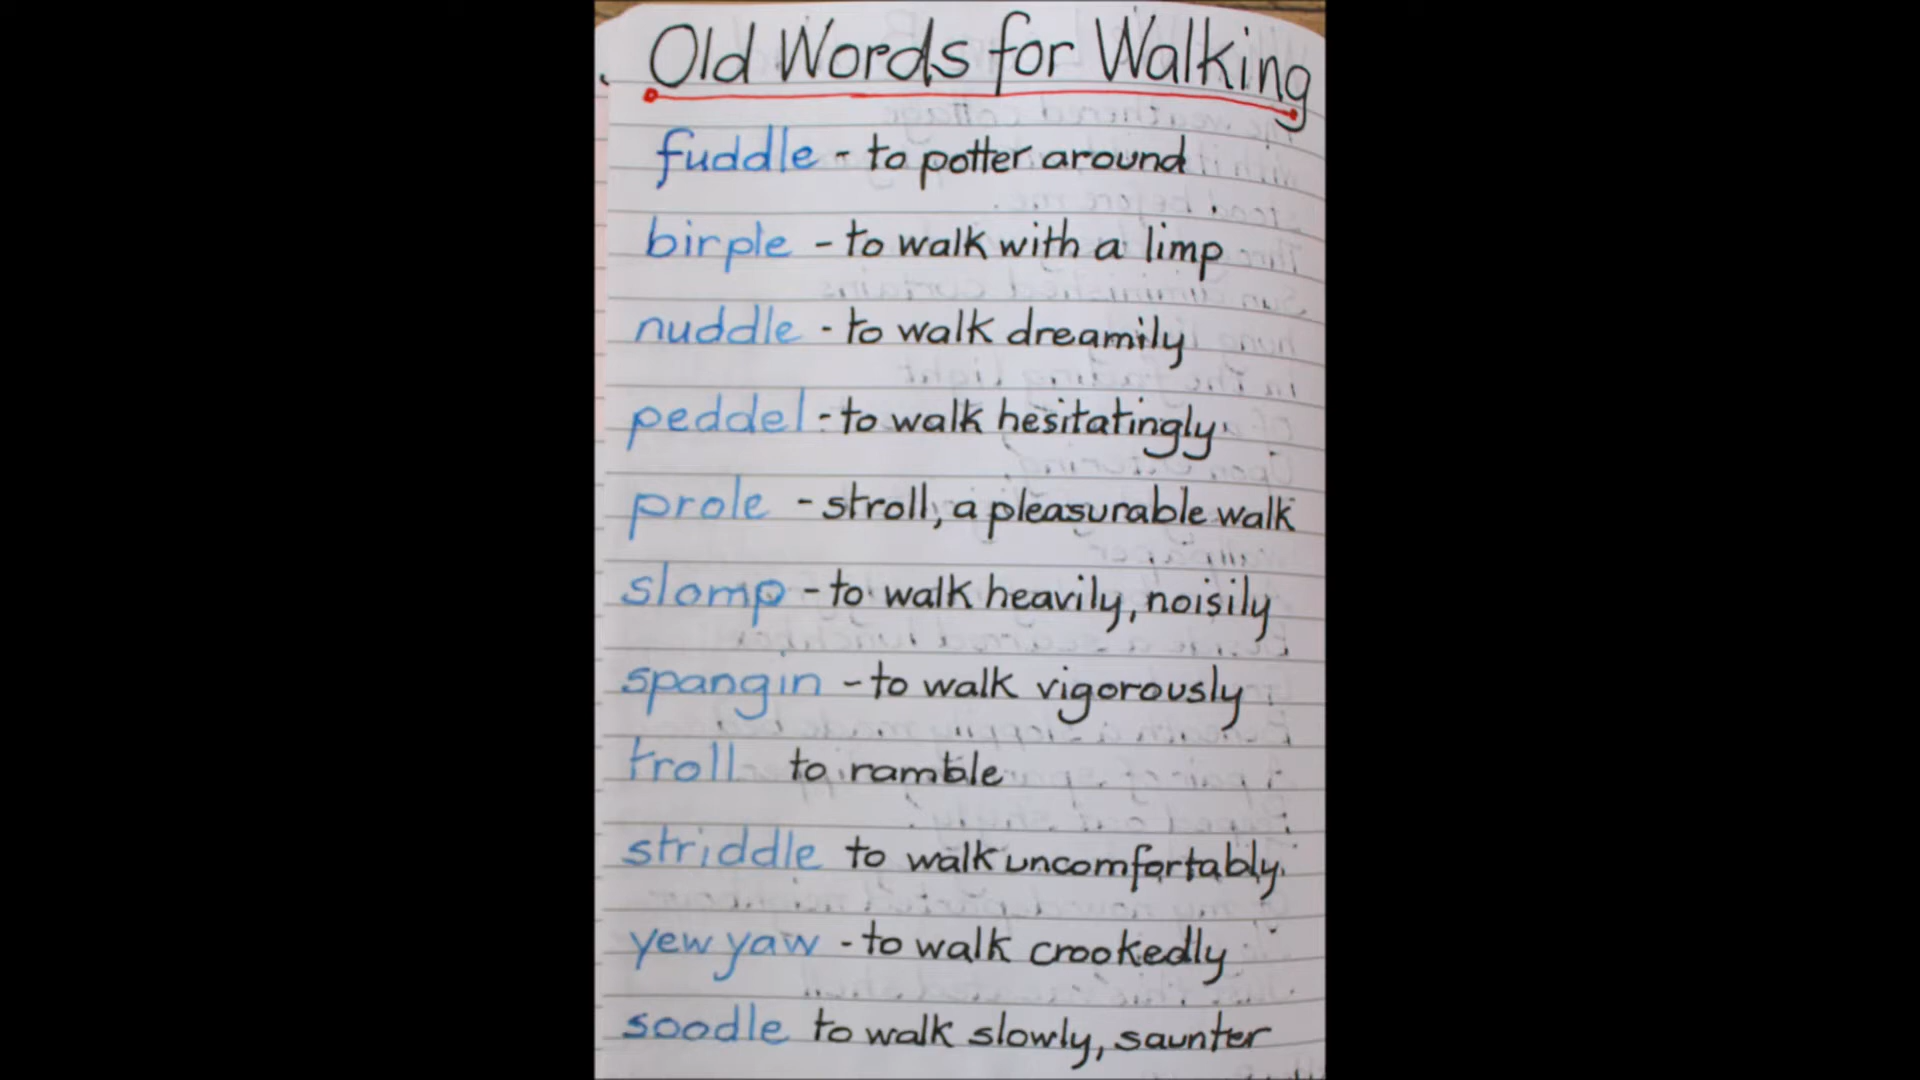 Old Words for Walking
fuddle - to potter around
birple - to walk with a limp
nuddle - to walk dreamily
peddel - to walk hesitatingly
prole - stroll, a pleasurable walk
slomp - to walk heavily, noisily
spangin - to walk vigorously
troll to ramble
striddle to walk uncomfortably.
yew yaw - to walk crookedly
soodle to walk slowly, saunter